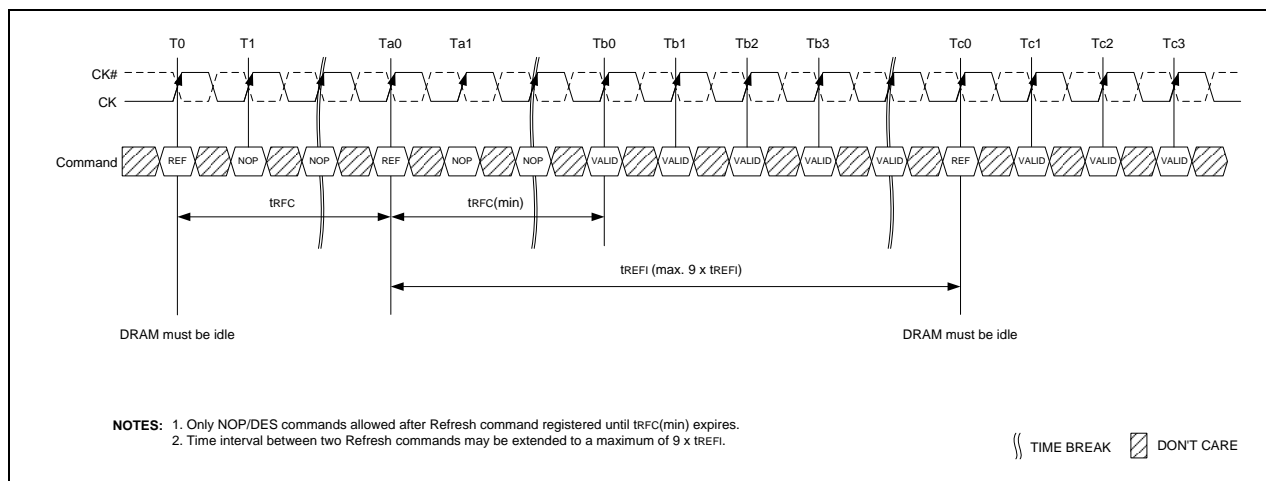 T0 T1 Ta0 Ta1 Tb0 Tb1 Tb2 Tb3 Tc0 Tc1 Tc2 Tc3
CK#
CK
Command REF NOP NOP REF NOP NOP VALID VALID VALID VALID VALID REF VALID VALID VALID
tRFC tRFC(min)
tREFI (max. 9 x tREFI)
DRAM must be idle DRAM must be idle
NOTES: 1. Only NOP/DES commands allowed after Refresh command registered until tRFC(min) expires.
2. Time interval between two Refresh commands may be extended to a maximum of 9 x tREFI.
TIME BREAK DON'T CARE